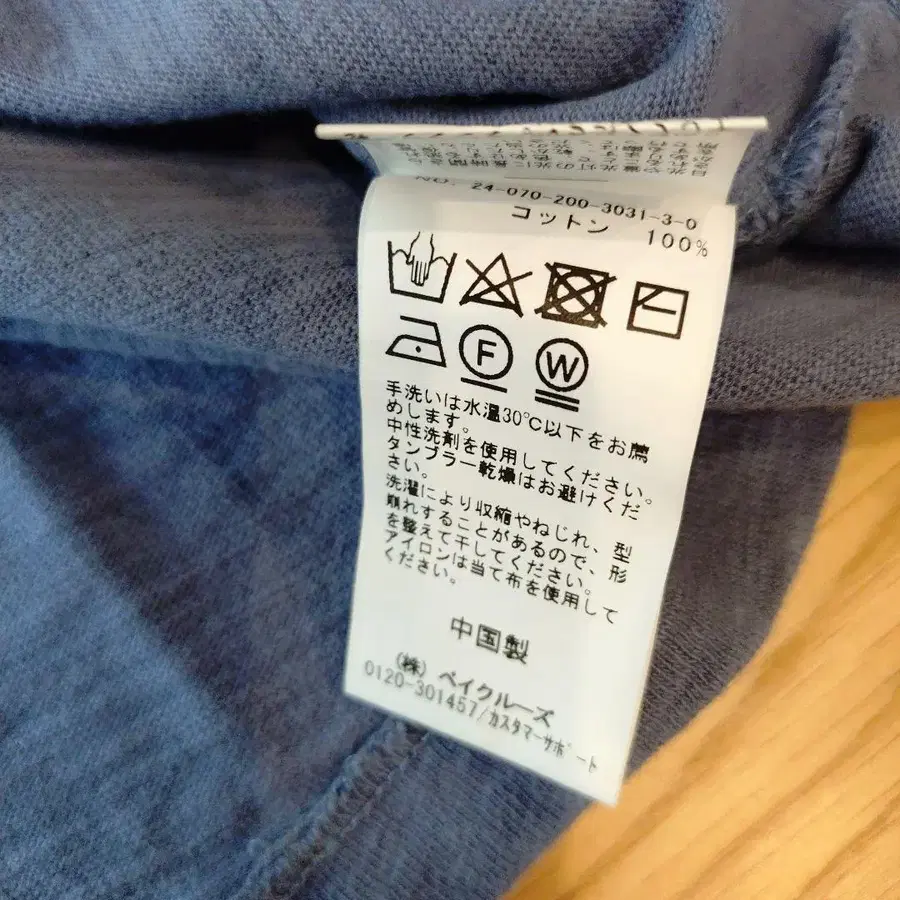 NO. 24-070-200-3031-3-0
コットン 100%
F W
手洗いは水温30℃以下をお薦
めします。
中性洗剤を使用してください。
タンブラー乾燥はお避けくだ
さい。
洗濯により収縮やねじれ、型
崩れすることがあるので、形
を整えて干してください。
アイロンは当て布を使用して
ください。
中国製
(株) ベイクルーズ
0120-301457/カスタマーサポート